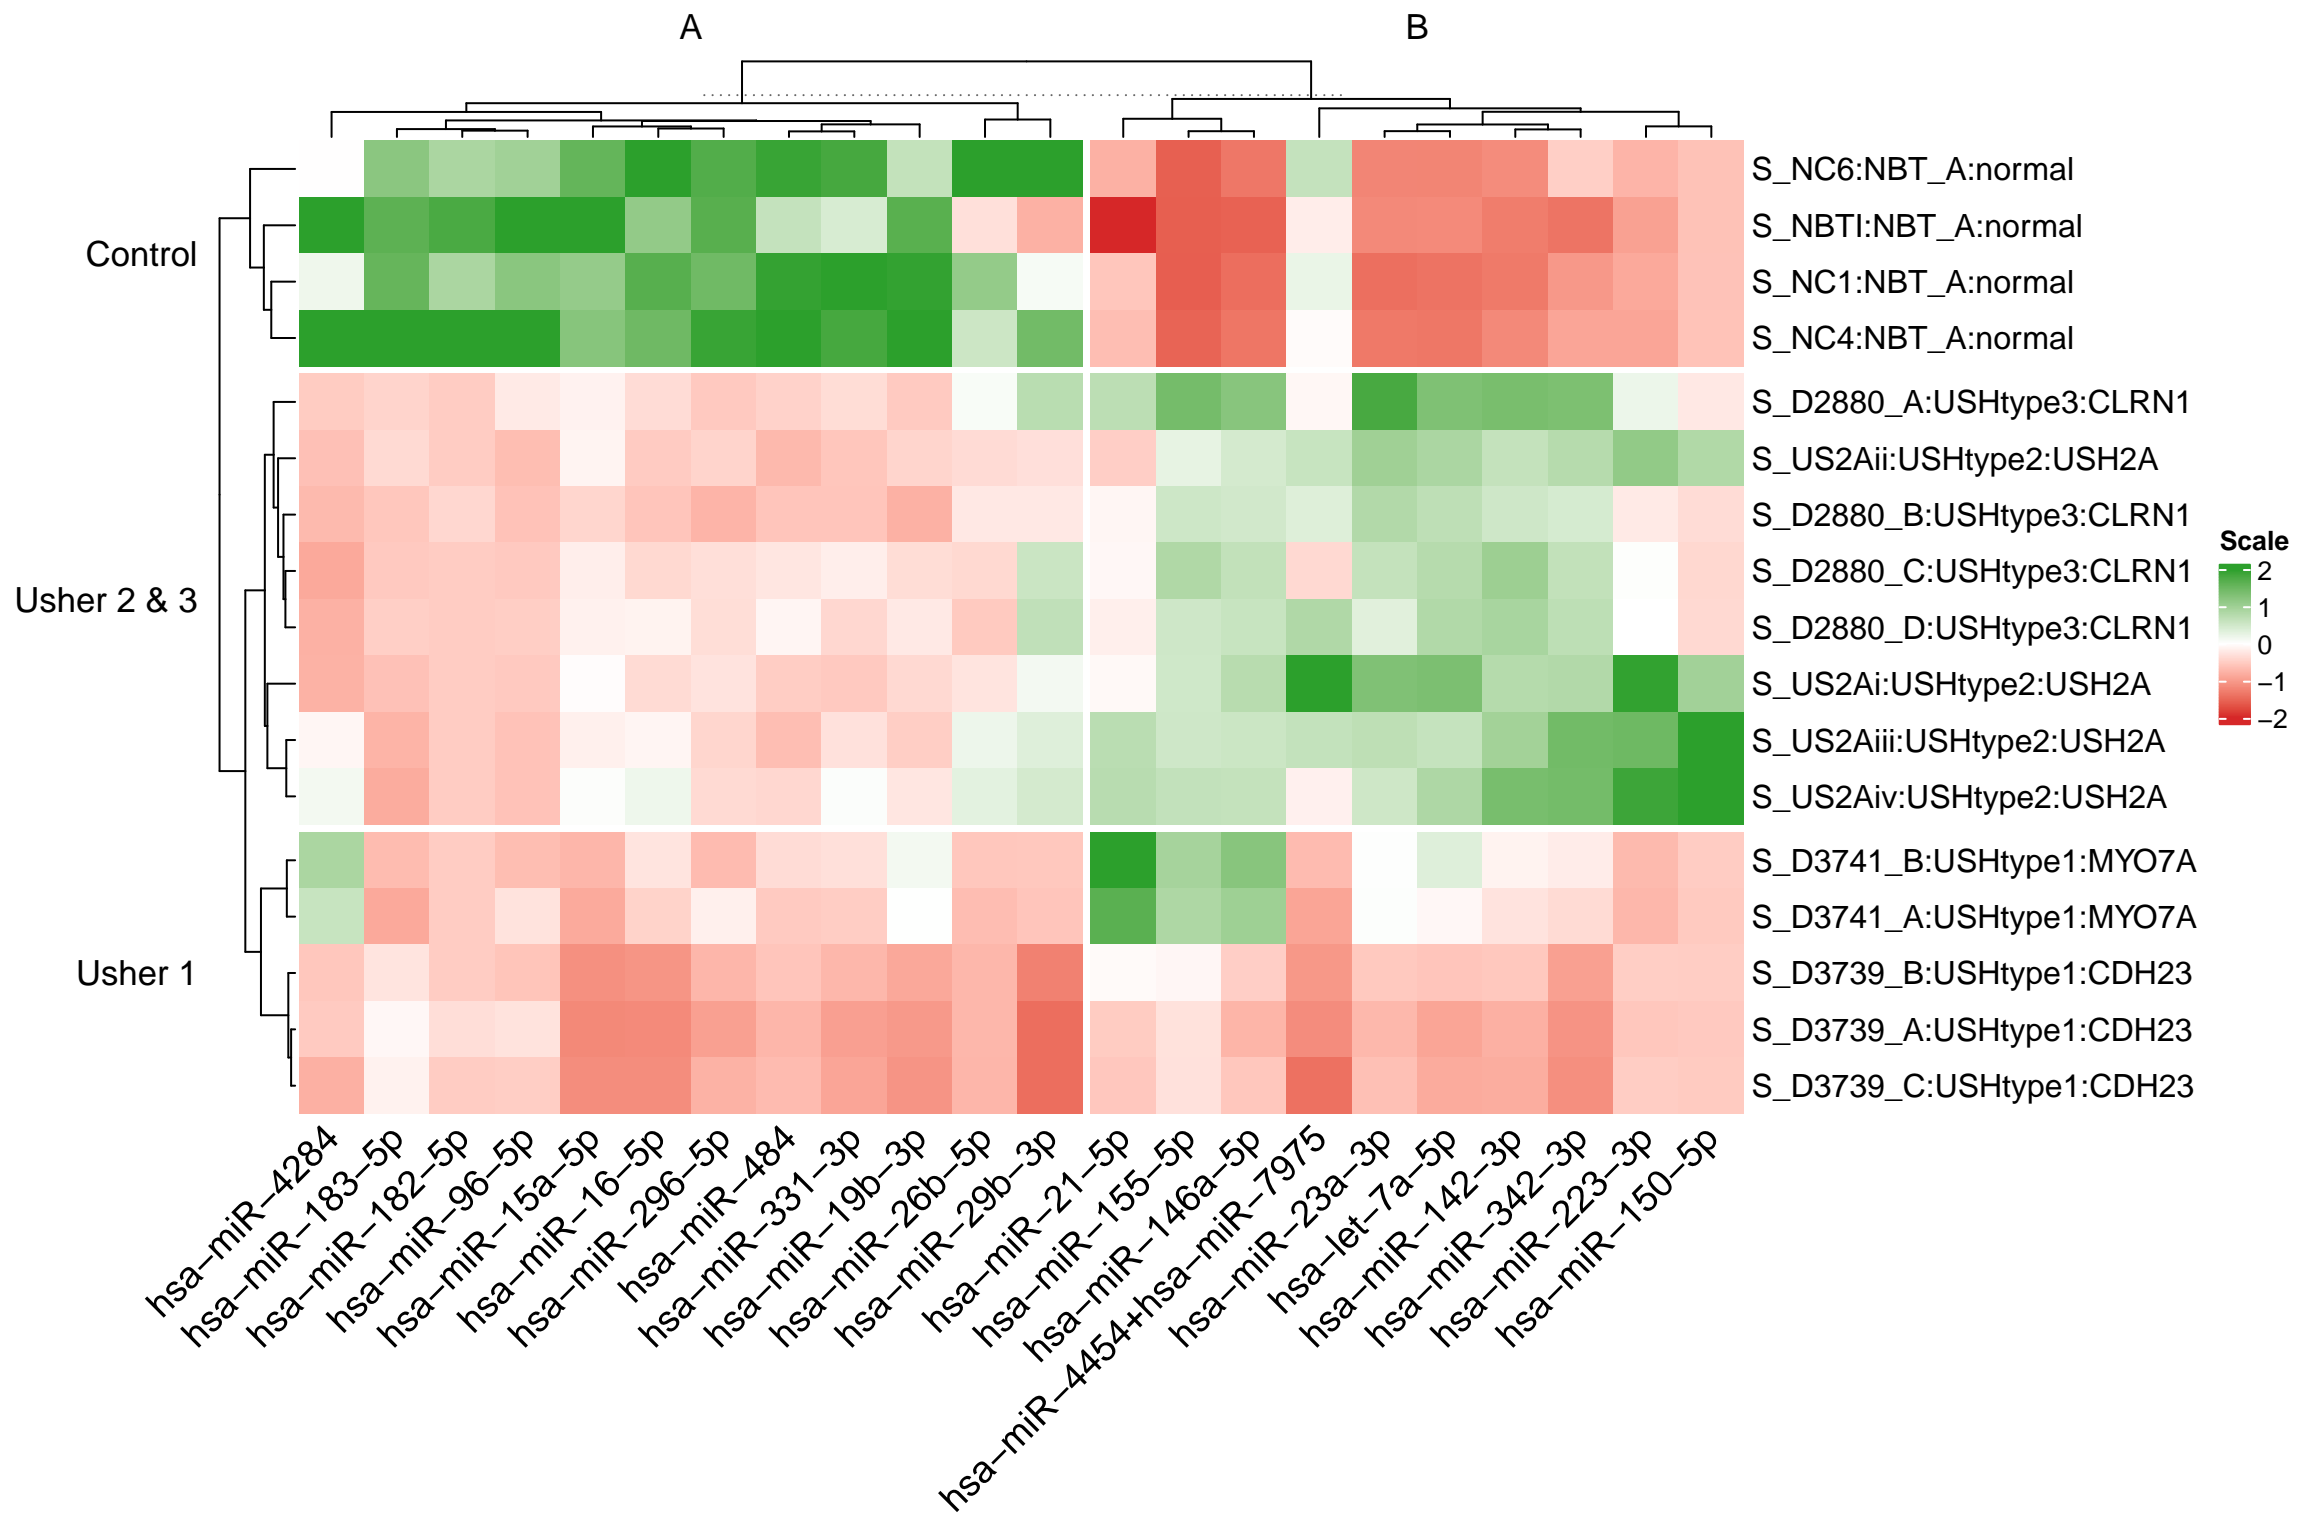 A
B
S_NC6:NBT_A:normal
S_NBTI:NBT_A:normal
Control
S_NC1:NBT_A:normal
S_NC4:NBT_A:normal
S_D2880_A:USHtype3:CLRN1
S_US2Aii:USHtype2:USH2A
S_D2880_B:USHtype3:CLRN1
S_D2880_C:USHtype3:CLRN1
Usher 2 & 3
S_D2880_D:USHtype3:CLRN1
S_US2Ai:USHtype2:USH2A
S_US2Aiii:USHtype2:USH2A
S_US2Aiv:USHtype2:USH2A
Scale
2
1
0
−1
−2
S_D3741_B:USHtype1:MYO7A
S_D3741_A:USHtype1:MYO7A
Usher 1
S_D3739_B:USHtype1:CDH23
S_D3739_A:USHtype1:CDH23
S_D3739_C:USHtype1:CDH23
hsa−miR−4284
hsa−miR−183−5p
hsa−miR−182−5p
hsa−miR−96−5p
hsa−miR−15a−5p
hsa−miR−16−5p
hsa−miR−296−5p
hsa−miR−484
hsa−miR−331−3p
hsa−miR−19b−3p
hsa−miR−26b−5p
hsa−miR−29b−3p
hsa−miR−21−5p
hsa−miR−155−5p
hsa−miR−146a−5p
hsa−miR−4454+hsa−miR−7975
hsa−miR−23a−3p
hsa−let−7a−5p
hsa−miR−142−3p
hsa−miR−342−3p
hsa−miR−223−3p
hsa−miR−150−5p